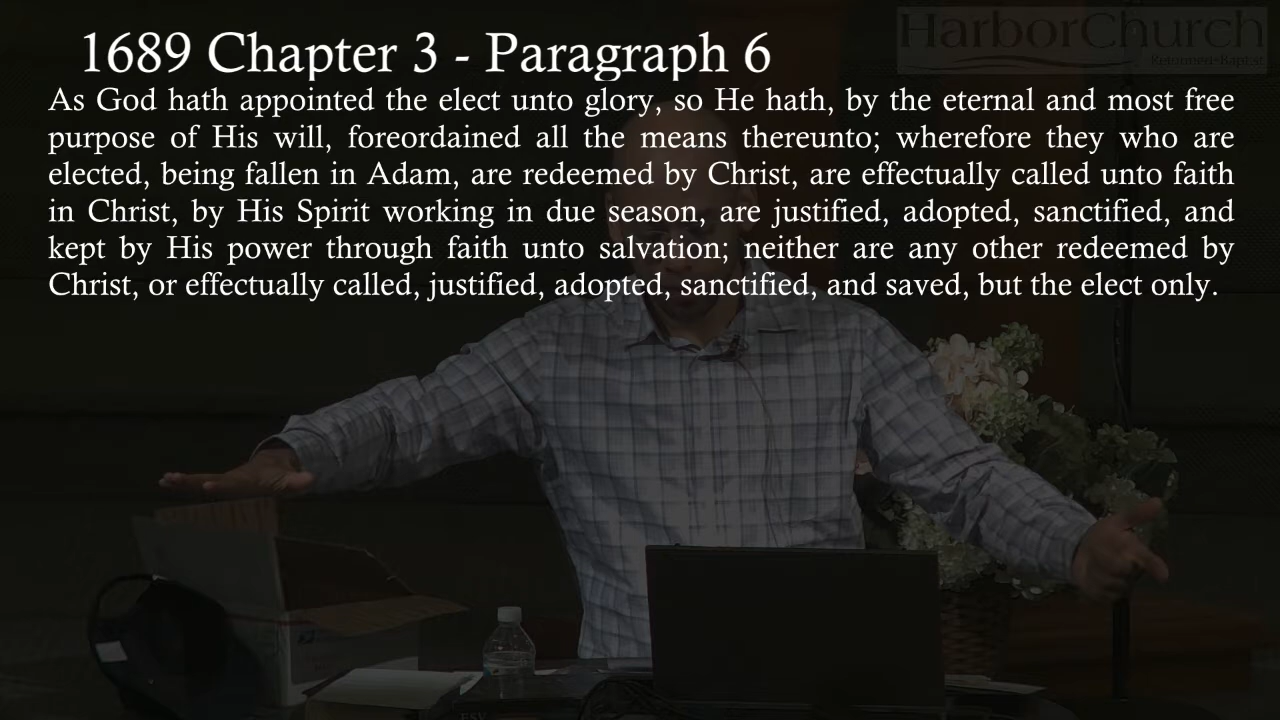 HarborChurch
Reformed•Baptist
1689 Chapter 3 - Paragraph 6
As God hath appointed the elect unto glory, so He hath, by the eternal and most free
purpose of His will, foreordained all the means thereunto; wherefore they who are
elected, being fallen in Adam, are redeemed by Christ, are effectually called unto faith
in Christ, by His Spirit working in due season, are justified, adopted, sanctified, and
kept by His power through faith unto salvation; neither are any other redeemed by
Christ, or effectually called, justified, adopted, sanctified, and saved, but the elect only.
ESV